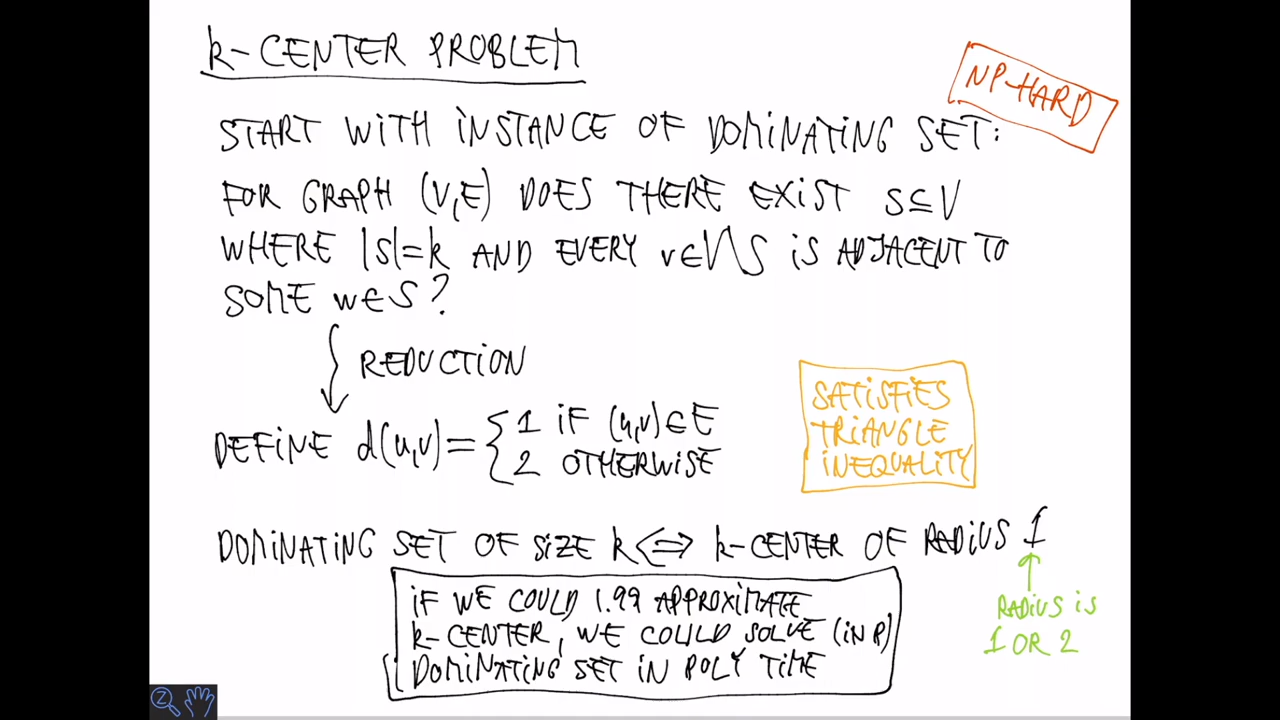 k-CENTER PROBLEM
NP-HARD
START WITH INSTANCE OF DOMINATING SET:
FOR GRAPH (V,E) DOES THERE EXIST S⊆V
WHERE |S|=k AND EVERY v∈V\S IS ADJACENT TO
SOME w∈S?
REDUCTION
DEFINE d(u,v)= { 1 IF (u,v)∈E
2 OTHERWISE
SATISFIES
TRIANGLE
INEQUALITY
DOMINATING SET OF SIZE k ⟺ k-CENTER OF RADIUS 1
RADIUS IS
1 OR 2
IF WE COULD 1.99 APPROXIMATE
k-CENTER, WE COULD SOLVE (IN P)
DOMINATING SET IN POLY TIME